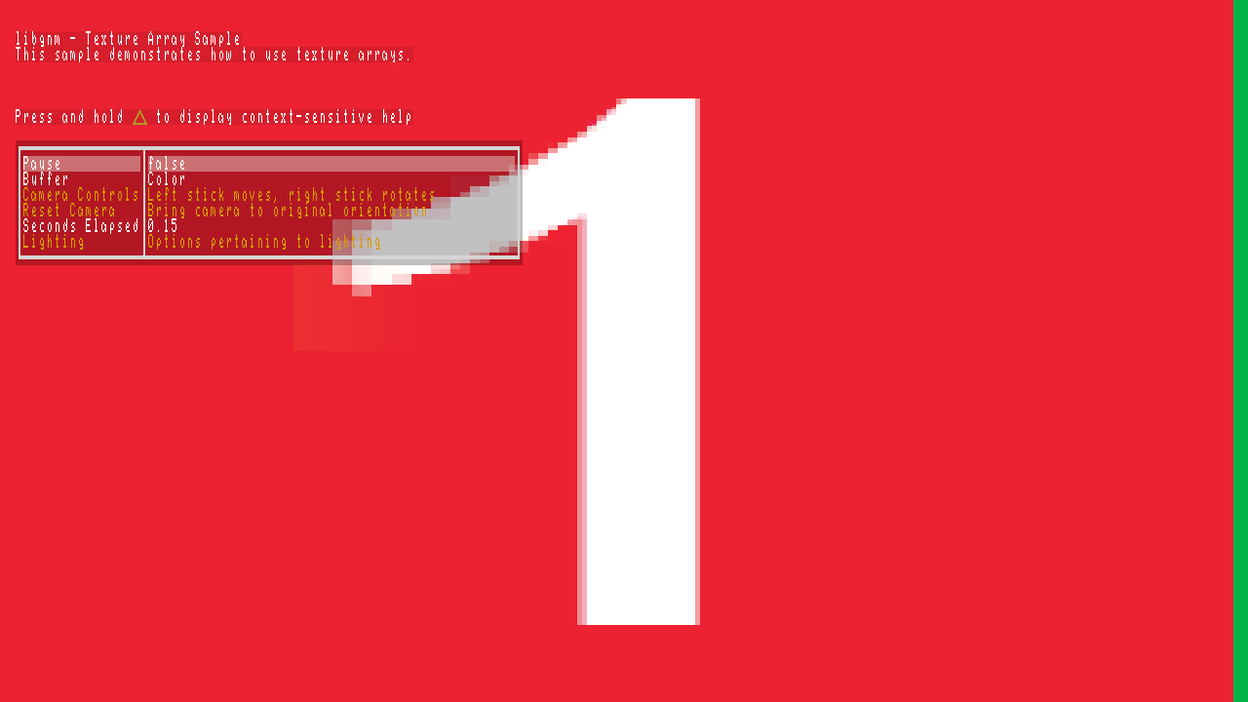 libgnm - Texture Array Sample
This sample demonstrates how to use texture arrays.
Press and hold △ to display context-sensitive help
Pause false
Buffer Color
Camera Controls Left stick moves, right stick rotates
Reset Camera Bring camera to original orientation
Seconds Elapsed 0.15
Lighting Options pertaining to lighting
1